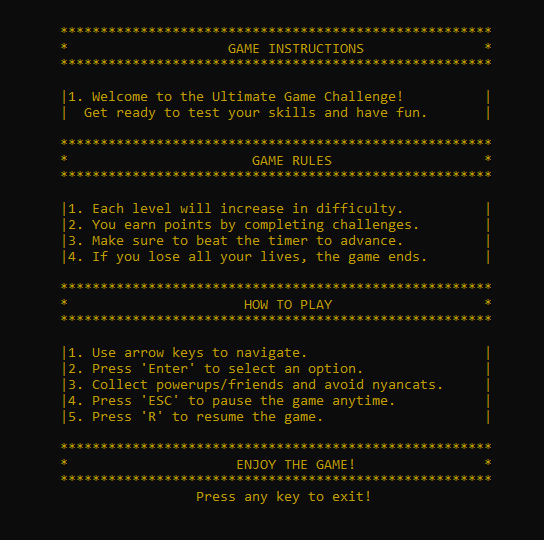 ******************************************************
*                    GAME INSTRUCTIONS               *
******************************************************
|1. Welcome to the Ultimate Game Challenge!          |
|  Get ready to test your skills and have fun.       |
******************************************************
*                       GAME RULES                   *
******************************************************
|1. Each level will increase in difficulty.          |
|2. You earn points by completing challenges.        |
|3. Make sure to beat the timer to advance.          |
|4. If you lose all your lives, the game ends.       |
******************************************************
*                      HOW TO PLAY                   *
******************************************************
|1. Use arrow keys to navigate.                      |
|2. Press 'Enter' to select an option.               |
|3. Collect powerups/friends and avoid nyancats.     |
|4. Press 'ESC' to pause the game anytime.           |
|5. Press 'R' to resume the game.                    |
******************************************************
*                     ENJOY THE GAME!                *
******************************************************
                 Press any key to exit!